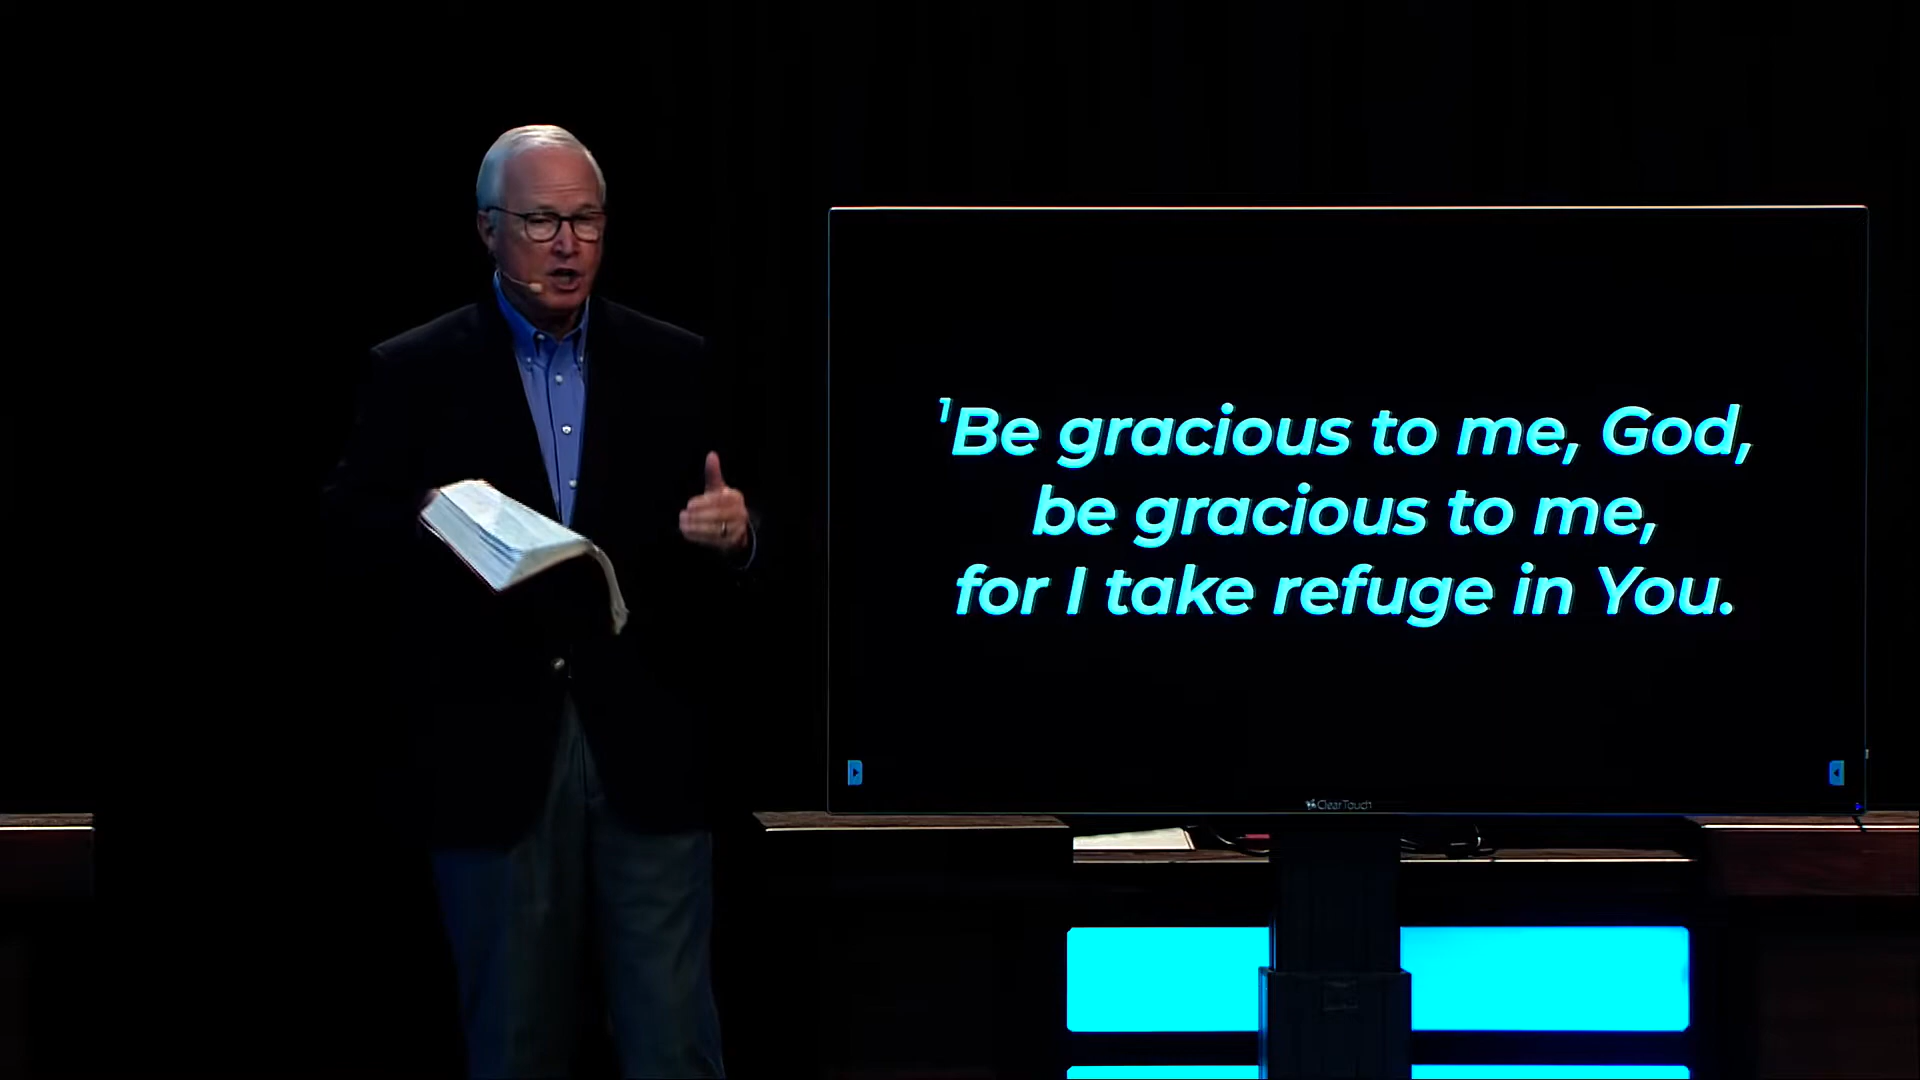 ¹Be gracious to me, God,
be gracious to me,
for I take refuge in You.
ClearTouch